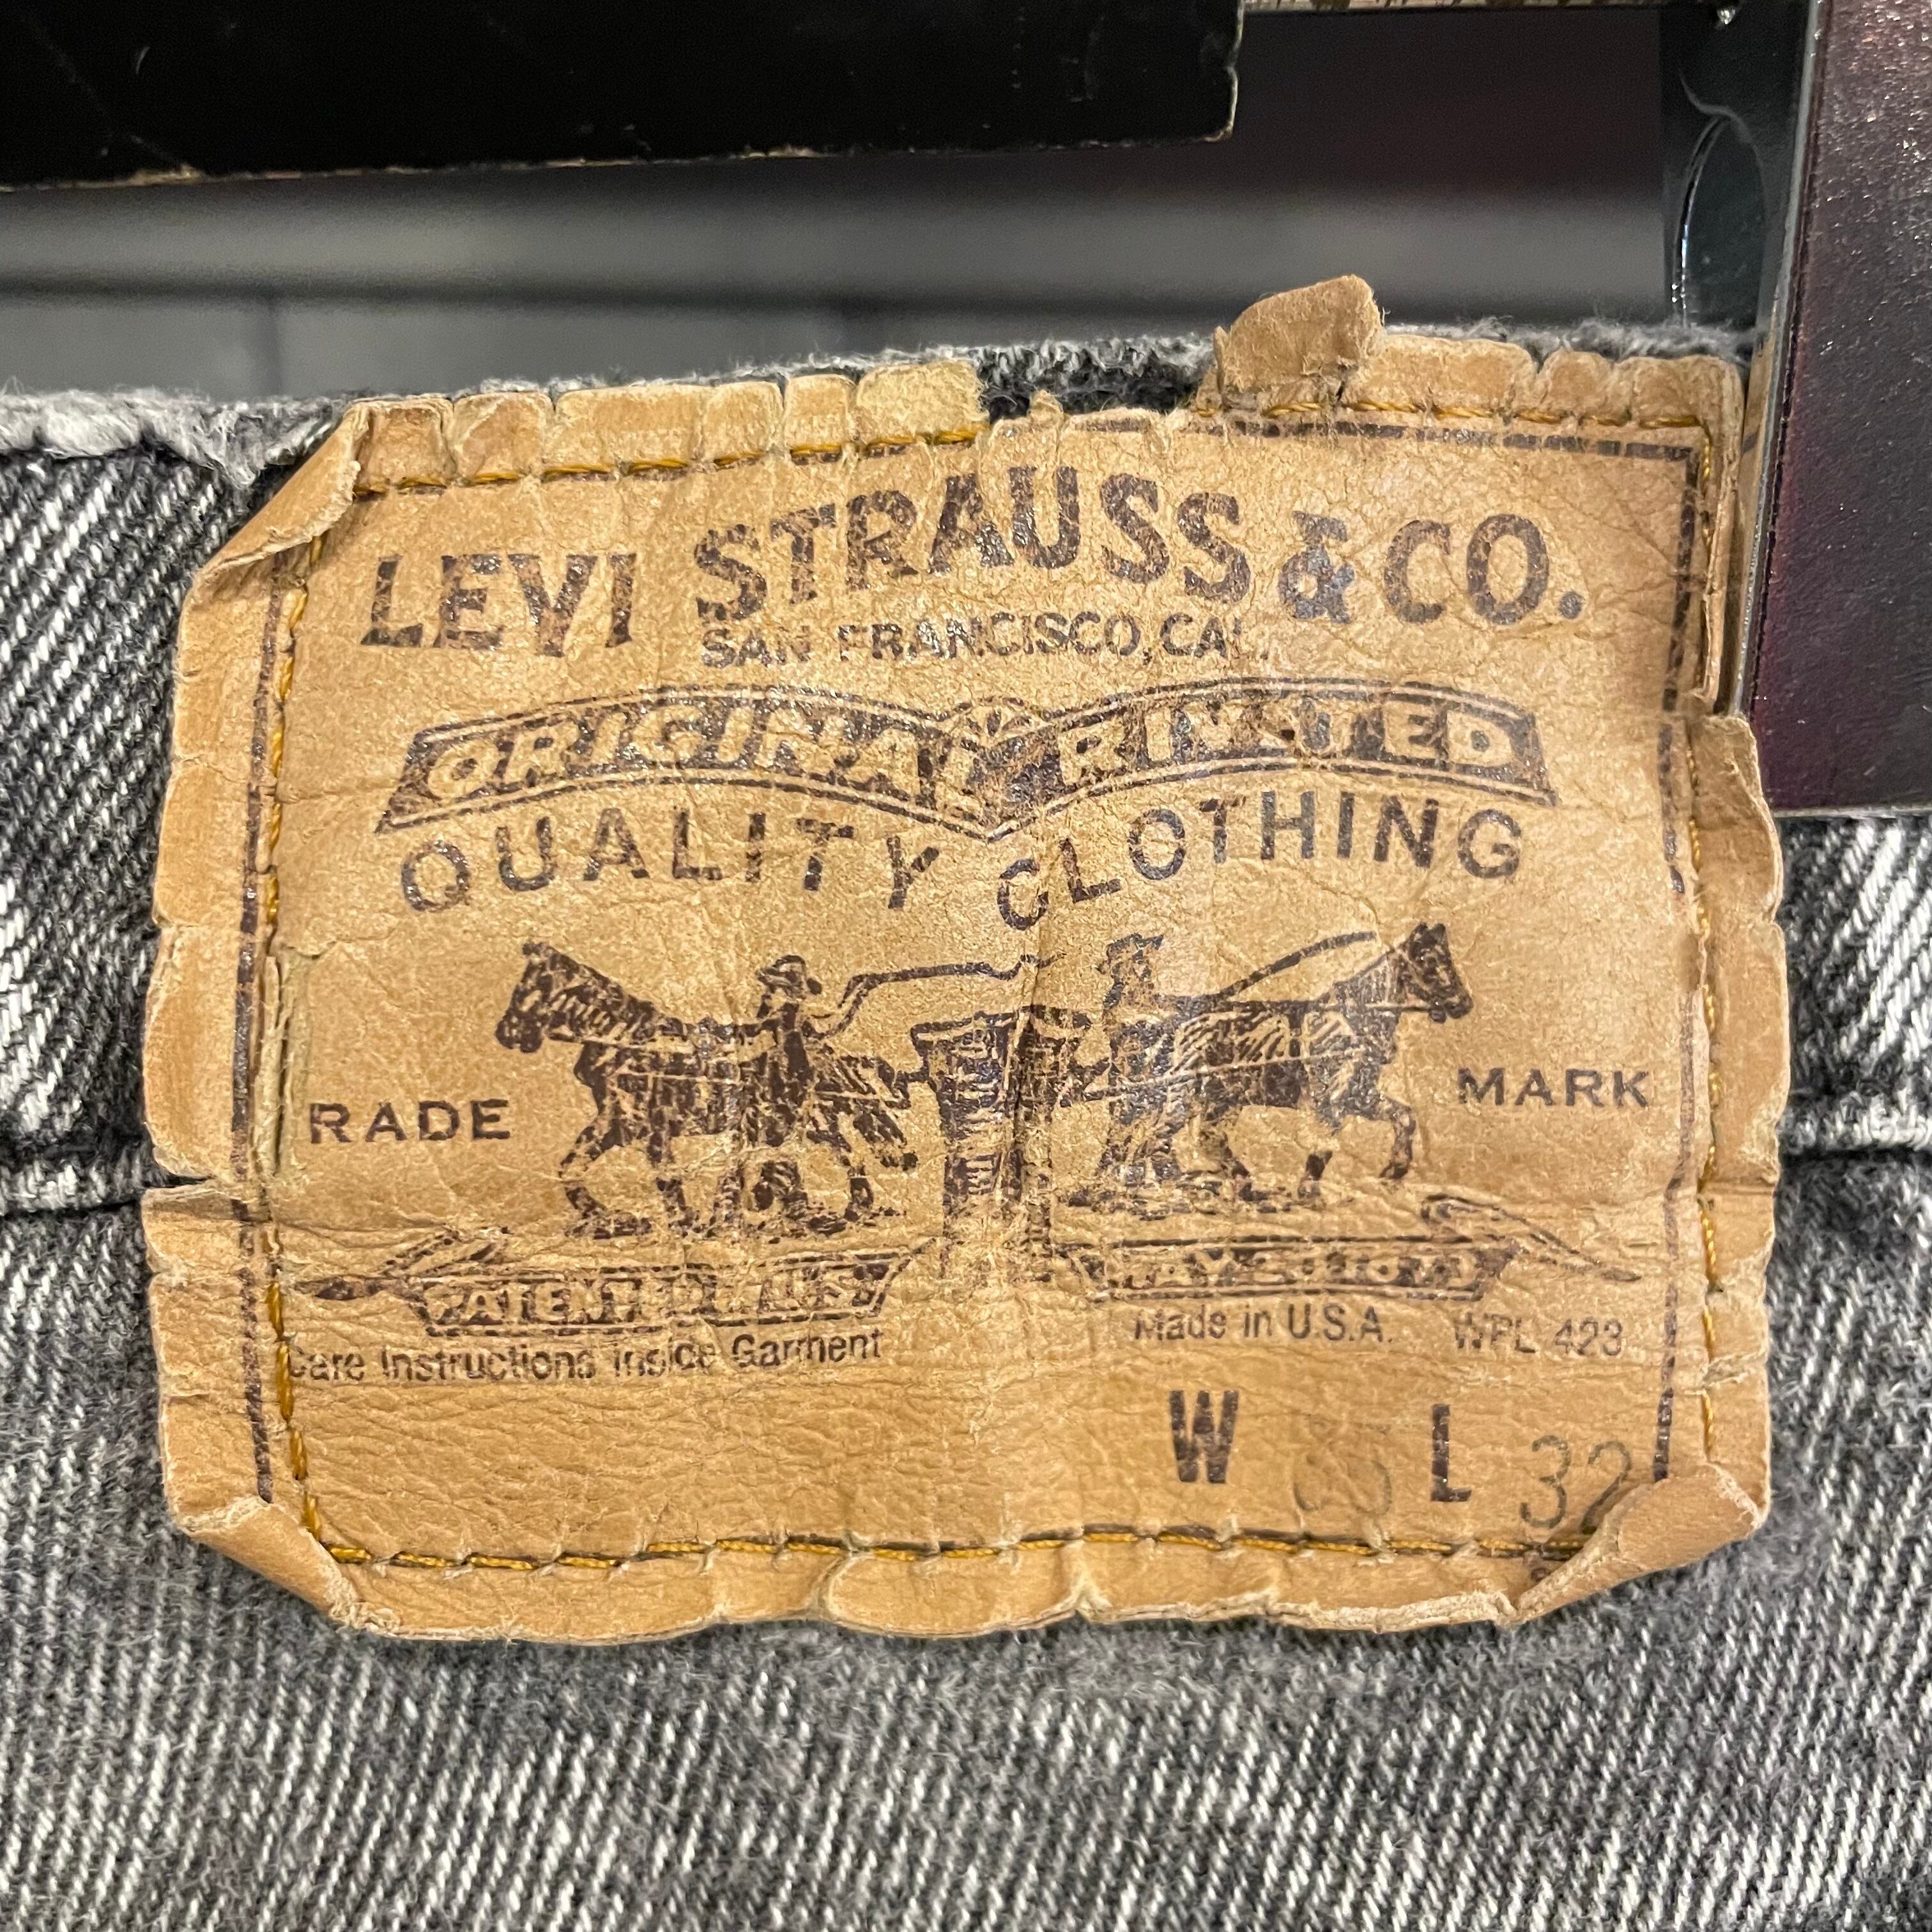 LEVI STRAUSS & CO.
SAN FRANCISCO, CAL.
ORIGINAL RIVETED
QUALITY CLOTHING
RADE MARK
PATENTED
Care Instructions Inside Garment
Made in U.S.A. WPL 423
W L 32